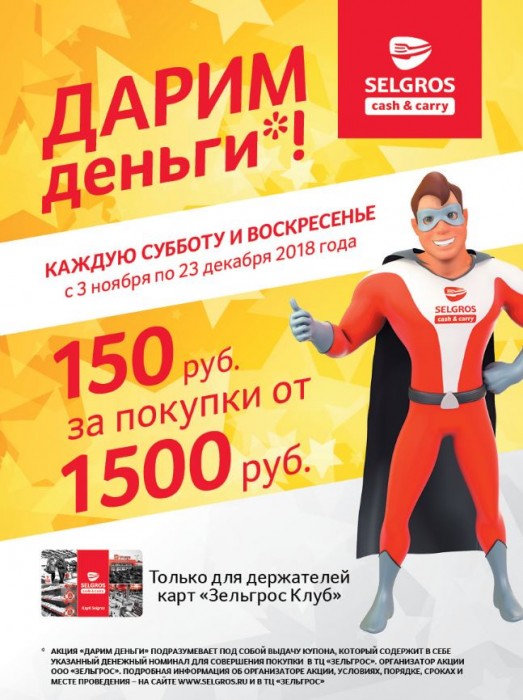 SELGROS
cash & carry
ДАРИМ
деньги*!
КАЖДУЮ СУББОТУ И ВОСКРЕСЕНЬЕ
с 3 ноября по 23 декабря 2018 года
SELGROS
cash & carry
150 руб.
за покупки от
1500 руб.
SELGROS
cash & carry
Только для держателей
карт «Зельгрос Клуб»
* АКЦИЯ «ДАРИМ ДЕНЬГИ» ПОДРАЗУМЕВАЕТ ПОД СОБОЙ ВЫДАЧУ КУПОНА, КОТОРЫЙ СОДЕРЖИТ В СЕБЕ
УКАЗАННЫЙ ДЕНЕЖНЫЙ НОМИНАЛ ДЛЯ СОВЕРШЕНИЯ ПОКУПКИ В ТЦ «ЗЕЛЬГРОС». ОРГАНИЗАТОР АКЦИИ
ООО «ЗЕЛЬГРОС». ПОДРОБНАЯ ИНФОРМАЦИЯ ОБ ОРГАНИЗАТОРЕ АКЦИИ, УСЛОВИЯХ, ПОРЯДКЕ, СРОКАХ И
МЕСТЕ ПРОВЕДЕНИЯ – НА САЙТЕ WWW.SELGROS.RU И В ТЦ «ЗЕЛЬГРОС»